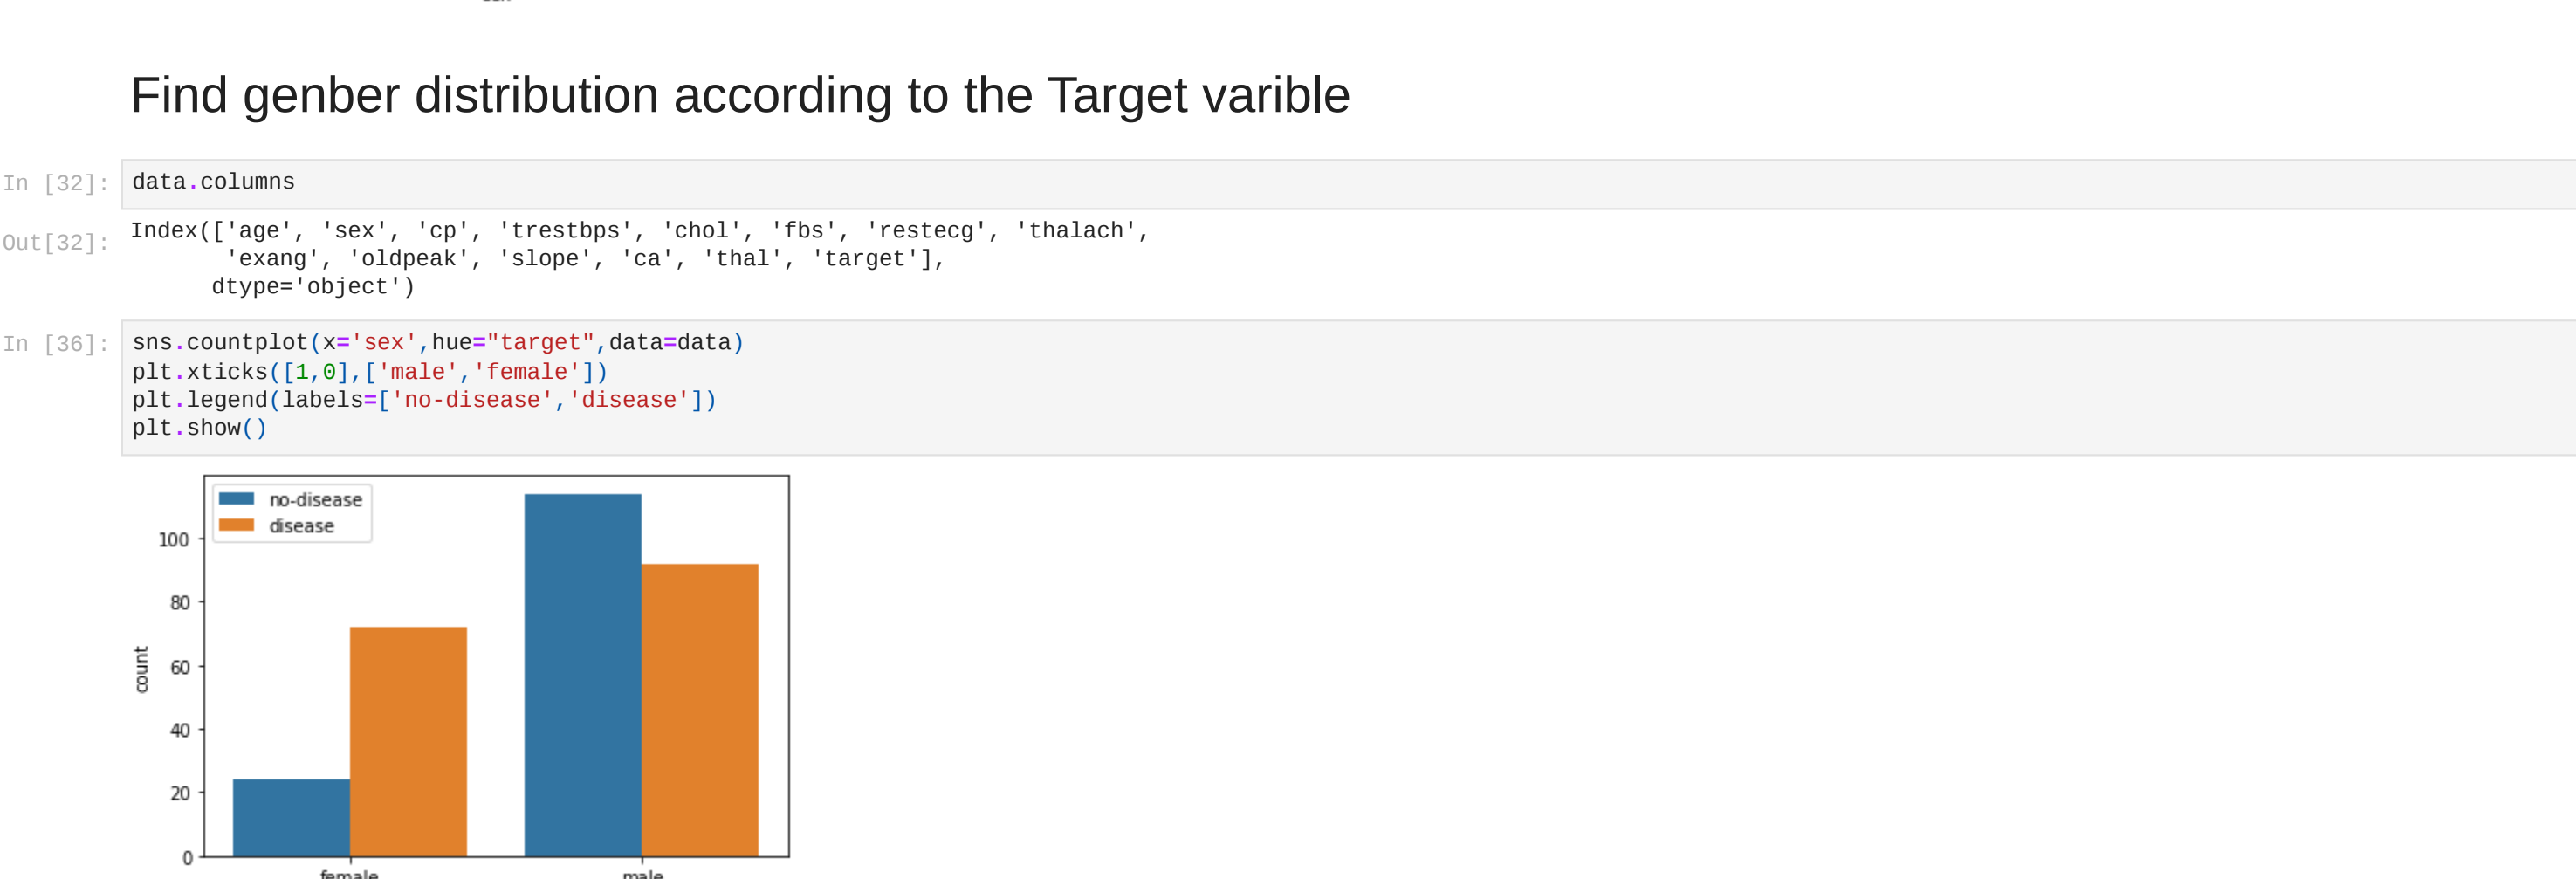 Find genber distribution according to the Target varible
In [32]: data.columns
Out[32]: Index(['age', 'sex', 'cp', 'trestbps', 'chol', 'fbs', 'restecg', 'thalach',
'exang', 'oldpeak', 'slope', 'ca', 'thal', 'target'],
dtype='object')
In [36]: sns.countplot(x='sex',hue="target",data=data)
plt.xticks([1,0],['male','female'])
plt.legend(labels=['no-disease','disease'])
plt.show()
no-disease
disease
100
80
60
40
20
0
count
female male